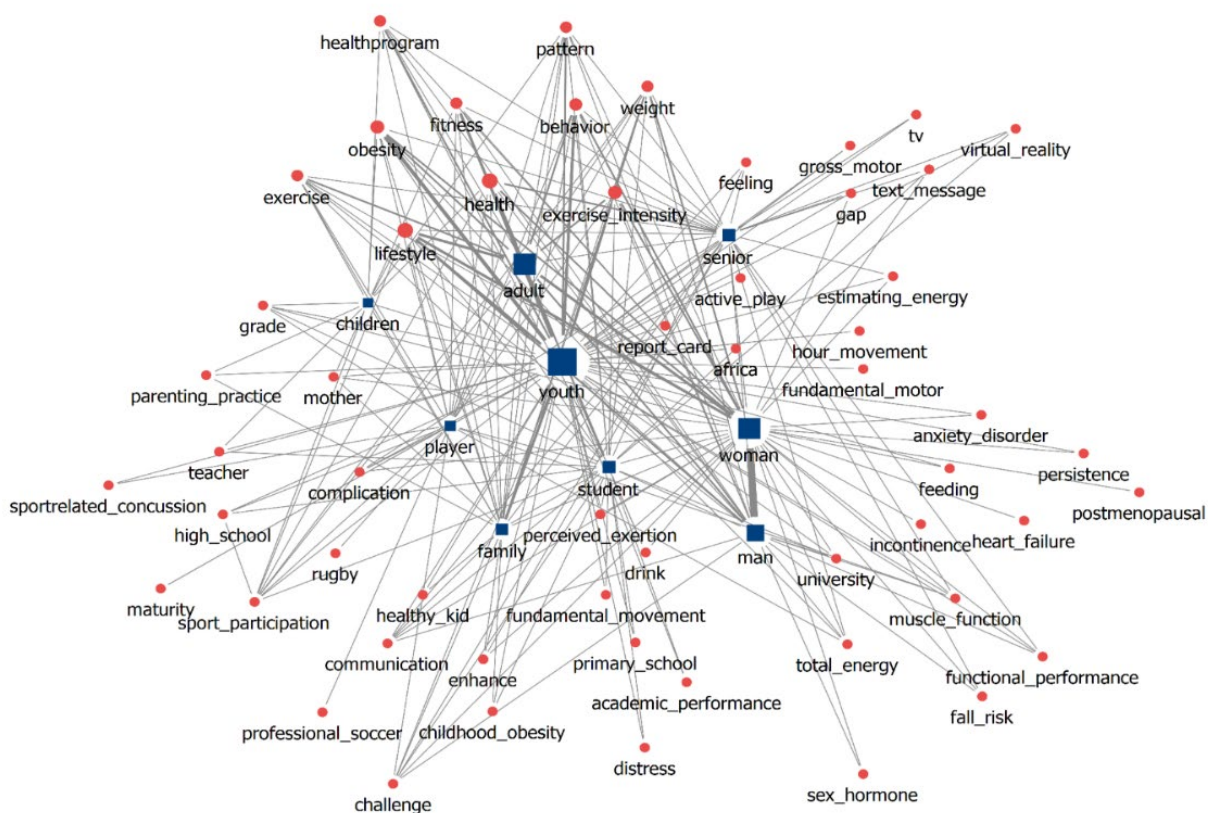 healthprogram
pattern
weight
fitness
behavior
tv
virtual_reality
obesity
gross_motor
feeling
text_message
exercise
health
exercise_intensity
gap
lifestyle
senior
adult
active_play
estimating_energy
grade
children
report_card
hour_movement
africa
parenting_practice
mother
youth
fundamental_motor
anxiety_disorder
player
woman
teacher
persistence
sportrelated_concussion
complication
student
feeding
postmenopausal
high_school
family
perceived_exertion
man
incontinence
heart_failure
rugby
drink
university
maturity
sport_participation
healthy_kid
fundamental_movement
muscle_function
communication
primary_school
total_energy
enhance
functional_performance
academic_performance
fall_risk
professional_soccer
childhood_obesity
distress
challenge
sex_hormone